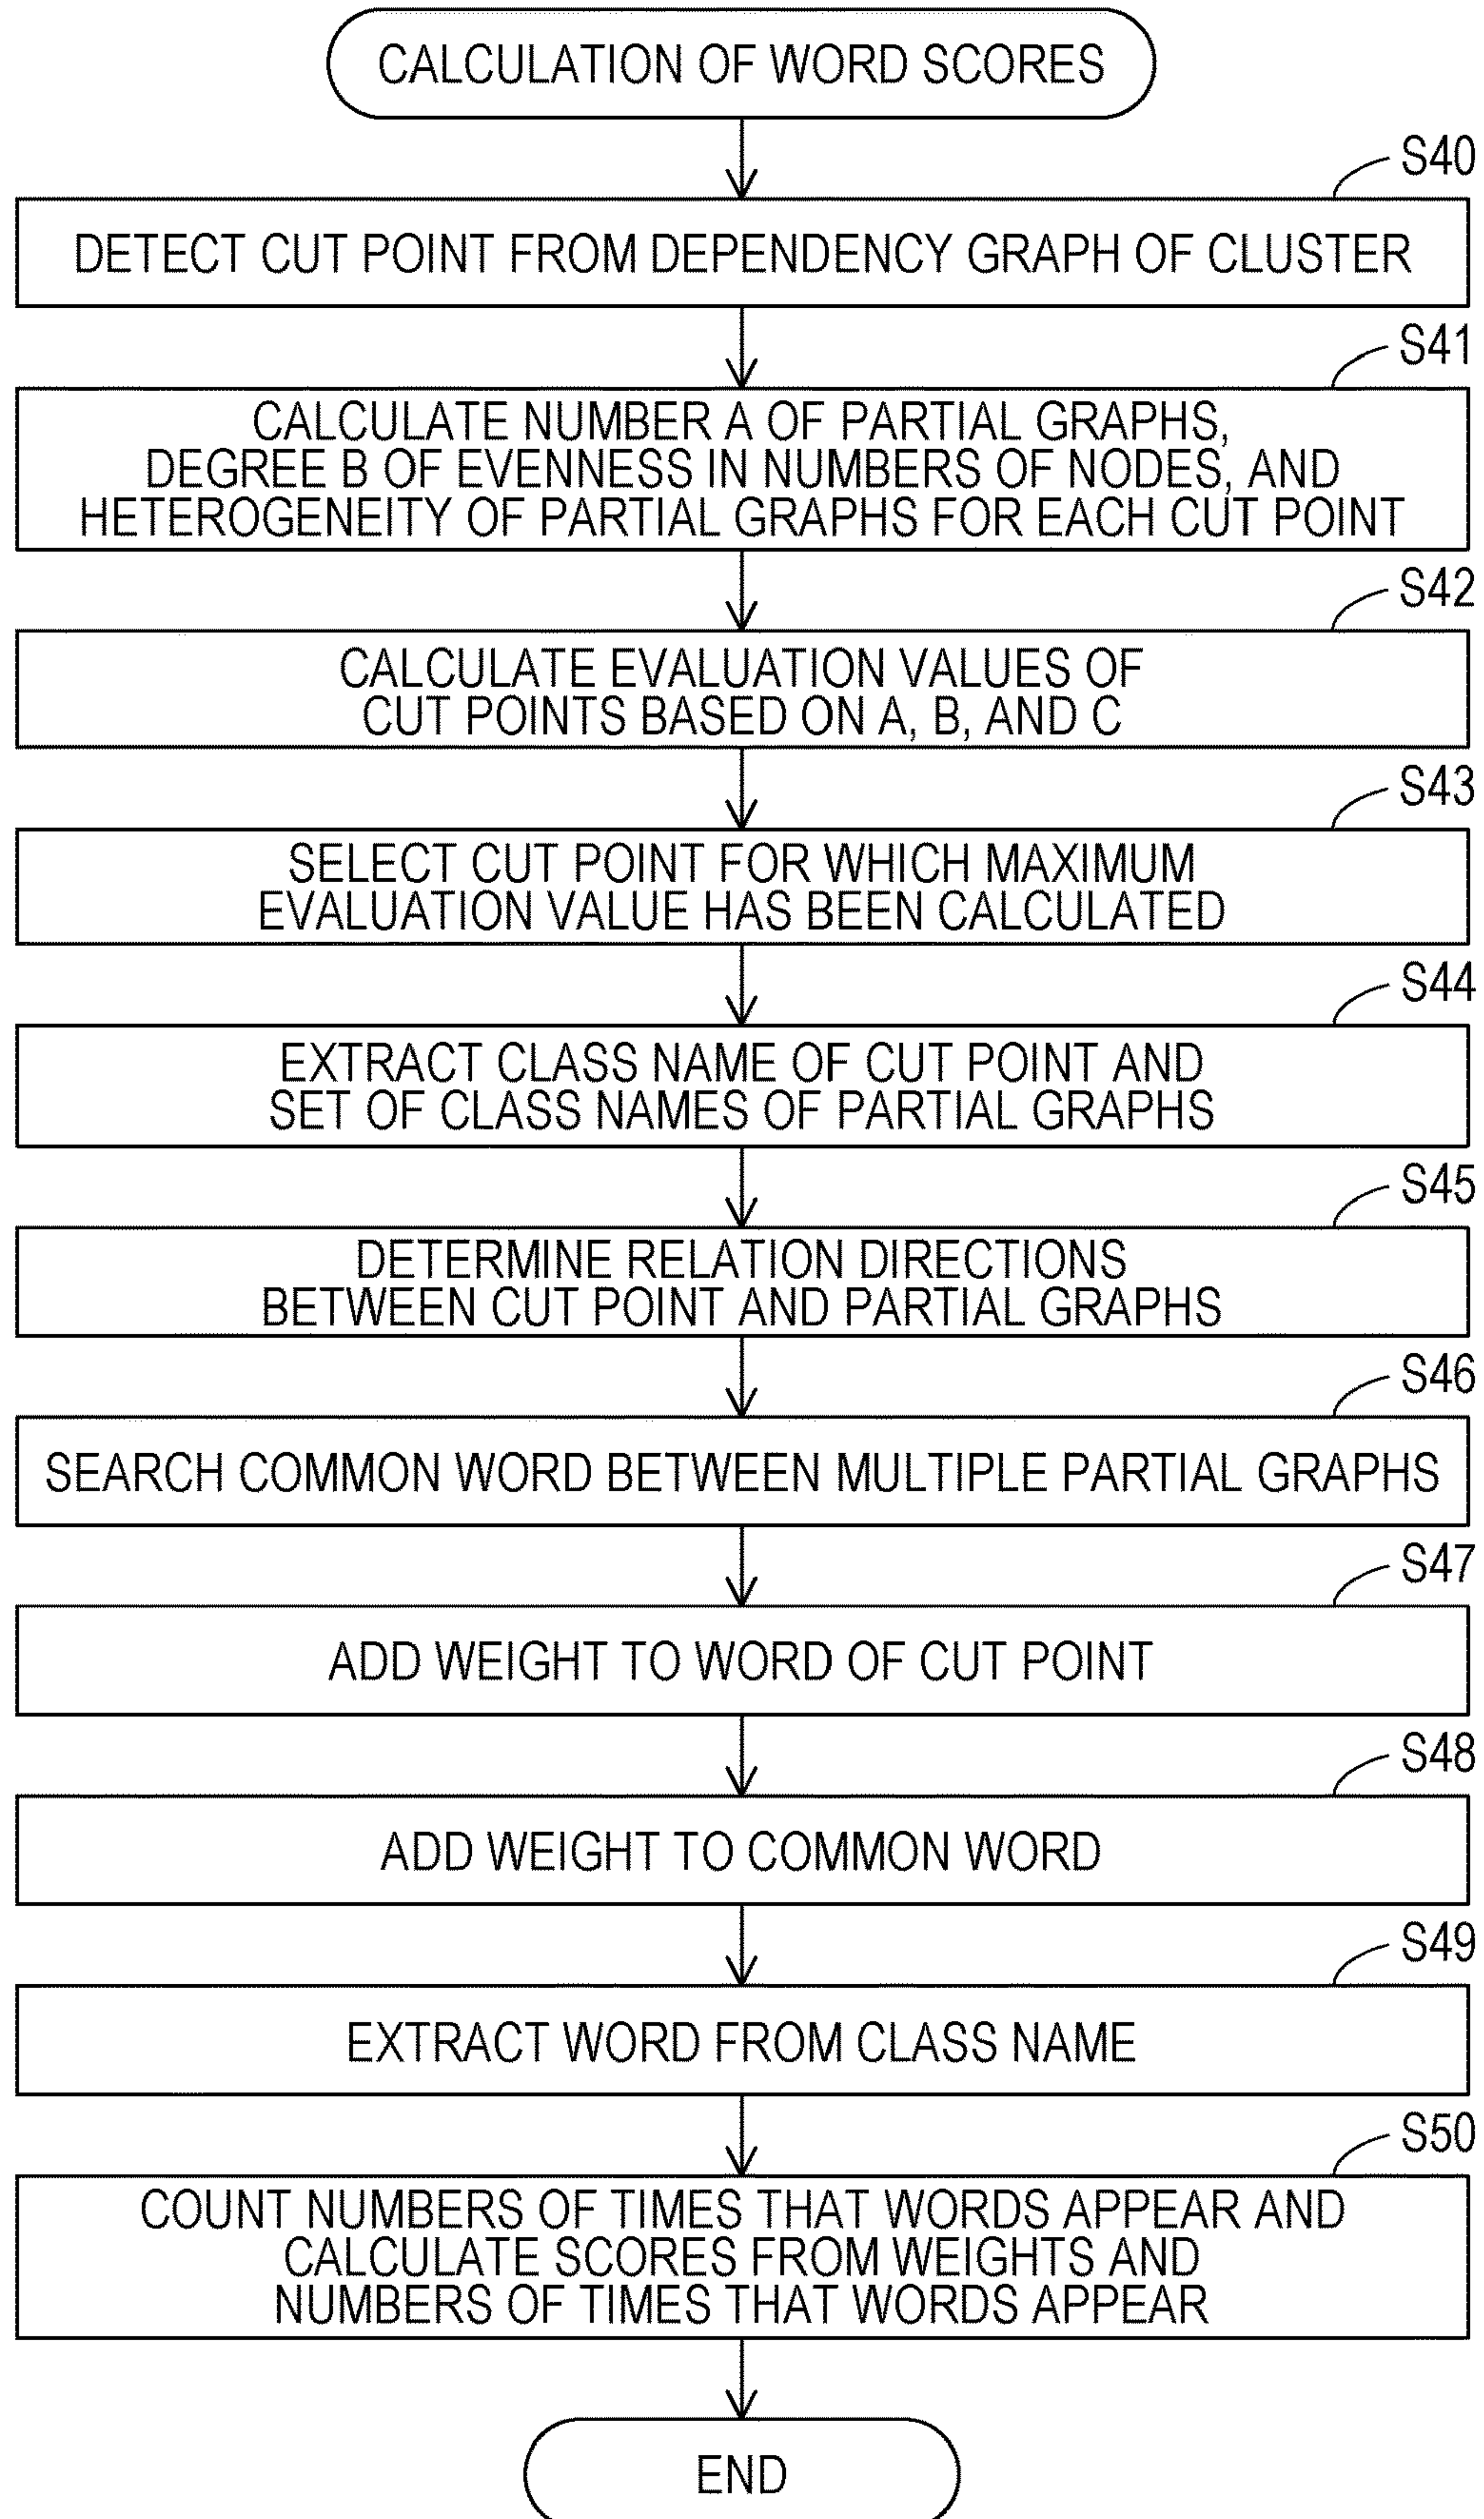 CALCULATION OF WORD SCORES
S40
DETECT CUT POINT FROM DEPENDENCY GRAPH OF CLUSTER
S41
CALCULATE NUMBER A OF PARTIAL GRAPHS,
DEGREE B OF EVENNESS IN NUMBERS OF NODES, AND
HETEROGENEITY OF PARTIAL GRAPHS FOR EACH CUT POINT
S42
CALCULATE EVALUATION VALUES OF
CUT POINTS BASED ON A, B, AND C
S43
SELECT CUT POINT FOR WHICH MAXIMUM
EVALUATION VALUE HAS BEEN CALCULATED
S44
EXTRACT CLASS NAME OF CUT POINT AND
SET OF CLASS NAMES OF PARTIAL GRAPHS
S45
DETERMINE RELATION DIRECTIONS
BETWEEN CUT POINT AND PARTIAL GRAPHS
S46
SEARCH COMMON WORD BETWEEN MULTIPLE PARTIAL GRAPHS
S47
ADD WEIGHT TO WORD OF CUT POINT
S48
ADD WEIGHT TO COMMON WORD
S49
EXTRACT WORD FROM CLASS NAME
S50
COUNT NUMBERS OF TIMES THAT WORDS APPEAR AND
CALCULATE SCORES FROM WEIGHTS AND
NUMBERS OF TIMES THAT WORDS APPEAR
END